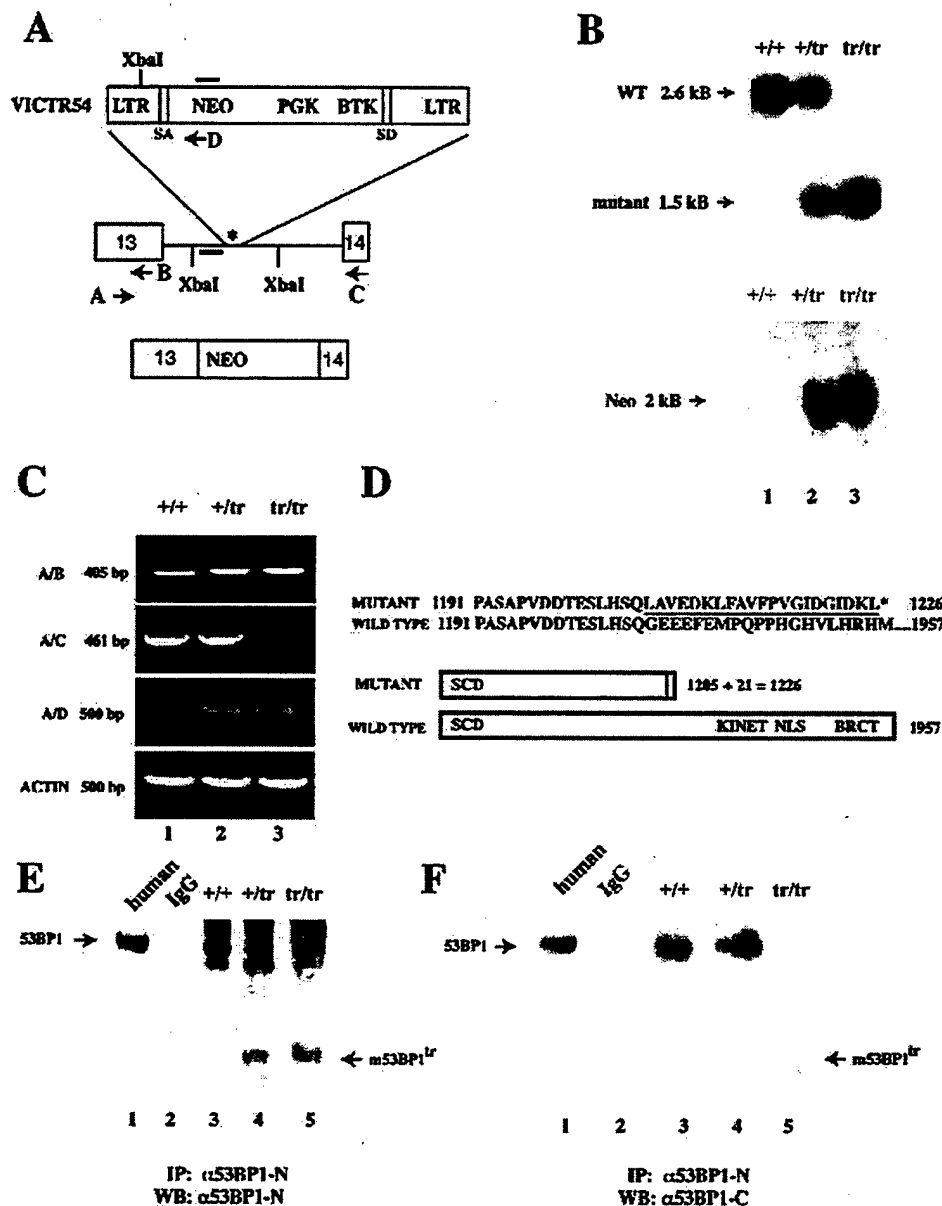 A
XbaI
VICTR54
LTR NEO PGK BTK LTR
SA ←D SD
13 * 14
←B XbaI XbaI ←
A → C
13 NEO 14
B
+/+ +/tr tr/tr
WT 2.6 kB →
mutant 1.5 kB →
+/+ +/tr tr/tr
Neo 2 kB →
1 2 3
C
+/+ +/tr tr/tr
A/B 405 bp
A/C 461 bp
A/D 500 bp
ACTIN 500 bp
1 2 3
D
MUTANT 1191 PASAPVDDTESLHSQLAVEDKLFAVFPVGIDGIDKL* 1226
WILD TYPE 1191 PASAPVDDTESLHSQGEEEFEMPQPPHGHVLHRHM....1957
MUTANT SCD 1205 + 21 = 1226
WILD TYPE SCD KINET NLS BRCT 1957
E
human IgG +/+ +/tr tr/tr
53BP1 →
← m53BP1tr
1 2 3 4 5
IP: α53BP1-N
WB: α53BP1-N
F
human IgG +/+ +/tr tr/tr
53BP1 →
← m53BP1tr
1 2 3 4 5
IP: α53BP1-N
WB: α53BP1-C